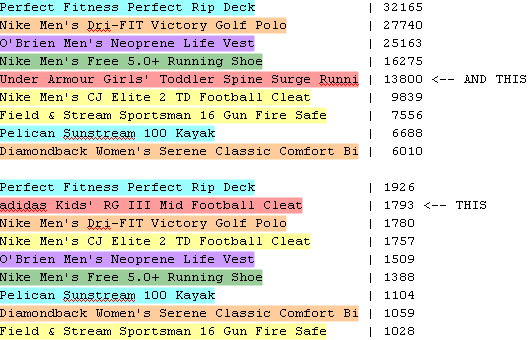 Perfect Fitness Perfect Rip Deck | 32165
Nike Men's Dri-FIT Victory Golf Polo | 27740
O'Brien Men's Neoprene Life Vest | 25163
Nike Men's Free 5.0+ Running Shoe | 16275
Under Armour Girls' Toddler Spine Surge Runni | 13800 <-- AND THIS
Nike Men's CJ Elite 2 TD Football Cleat | 9839
Field & Stream Sportsman 16 Gun Fire Safe | 7556
Pelican Sunstream 100 Kayak | 6688
Diamondback Women's Serene Classic Comfort Bi | 6010
Perfect Fitness Perfect Rip Deck | 1926
adidas Kids' RG III Mid Football Cleat | 1793 <-- THIS
Nike Men's Dri-FIT Victory Golf Polo | 1780
Nike Men's CJ Elite 2 TD Football Cleat | 1757
O'Brien Men's Neoprene Life Vest | 1509
Nike Men's Free 5.0+ Running Shoe | 1388
Pelican Sunstream 100 Kayak | 1104
Diamondback Women's Serene Classic Comfort Bi | 1059
Field & Stream Sportsman 16 Gun Fire Safe | 1028